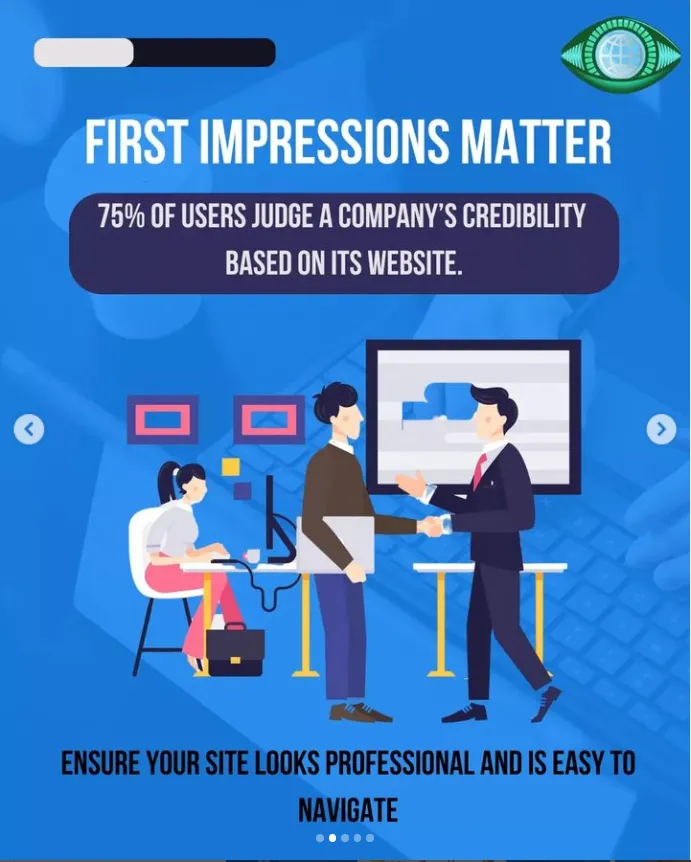 FIRST IMPRESSIONS MATTER
75% OF USERS JUDGE A COMPANY'S CREDIBILITY
BASED ON ITS WEBSITE.
ENSURE YOUR SITE LOOKS PROFESSIONAL AND IS EASY TO
NAVIGATE